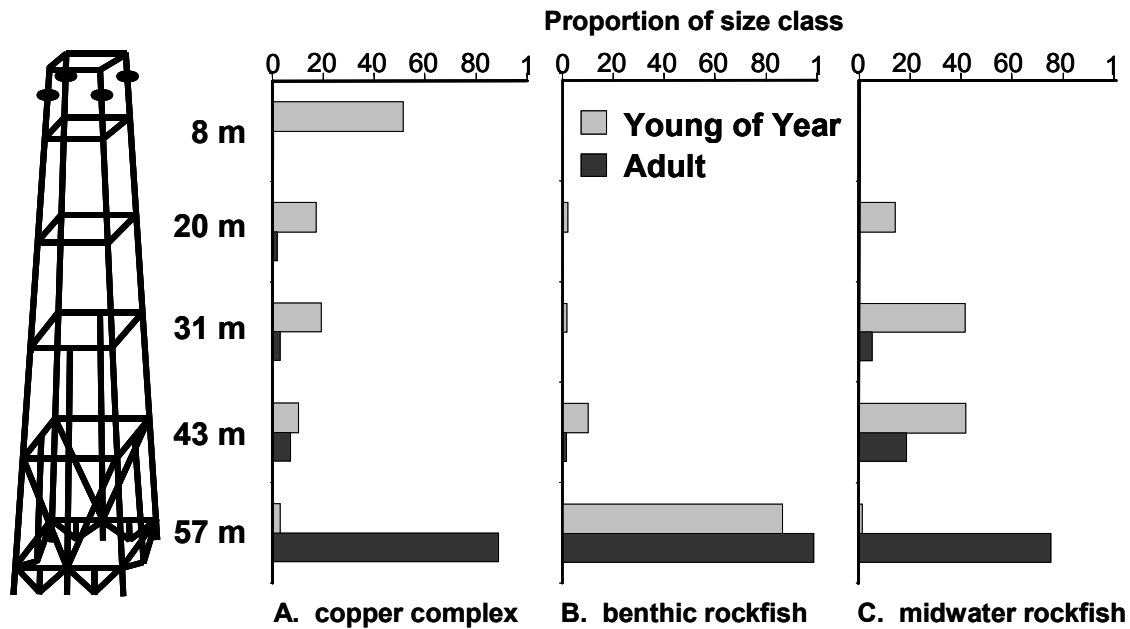 Proportion of size class
0 20 40 60 80 1
0 20 40 60 80 1
0 20 40 60 80 1
8 m
Young of Year
Adult
20 m
31 m
43 m
57 m
A. copper complex
B. benthic rockfish
C. midwater rockfish